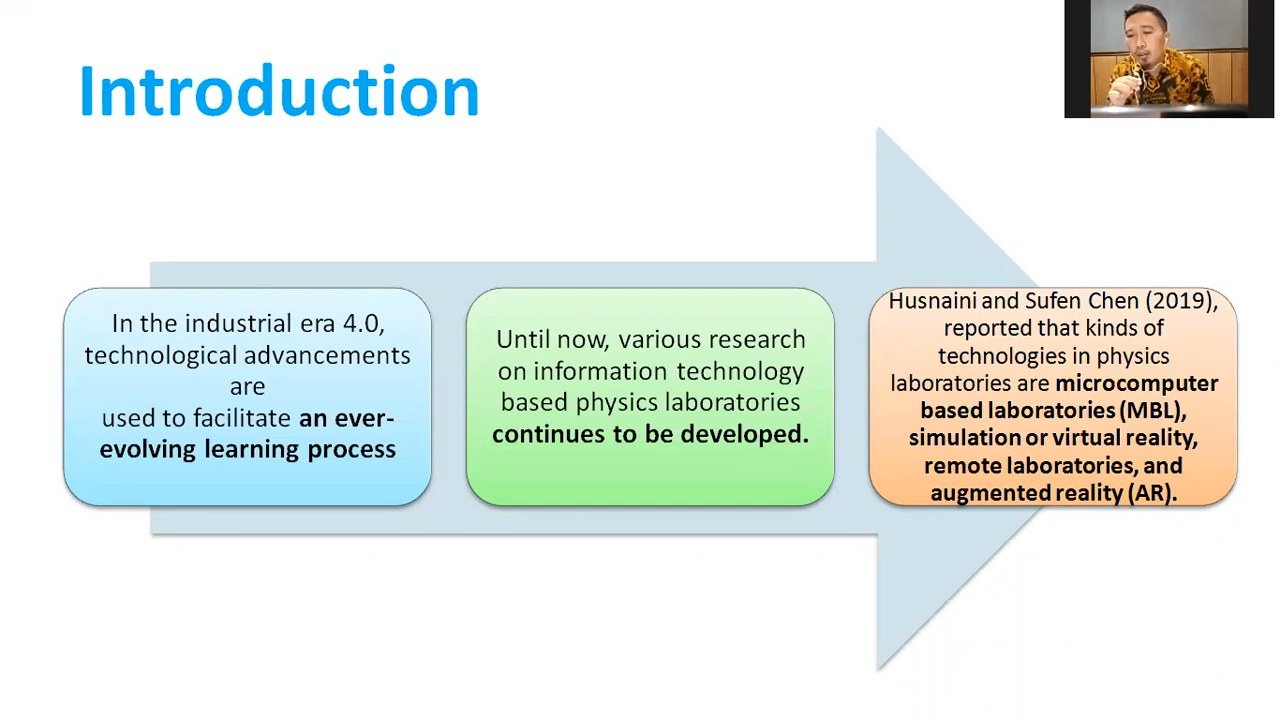 Introduction
In the industrial era 4.0,
technological advancements
are
used to facilitate an ever-
evolving learning process
Until now, various research
on information technology
based physics laboratories
continues to be developed.
Husnaini and Sufen Chen (2019),
reported that kinds of
technologies in physics
laboratories are microcomputer
based laboratories (MBL),
simulation or virtual reality,
remote laboratories, and
augmented reality (AR).